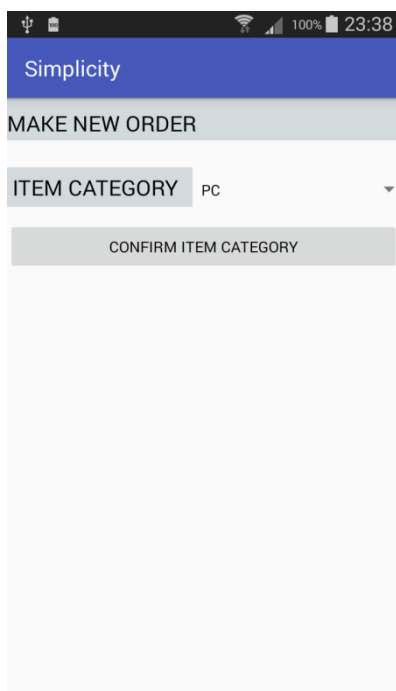 100% 23:38
Simplicity
MAKE NEW ORDER
ITEM CATEGORY PC
CONFIRM ITEM CATEGORY